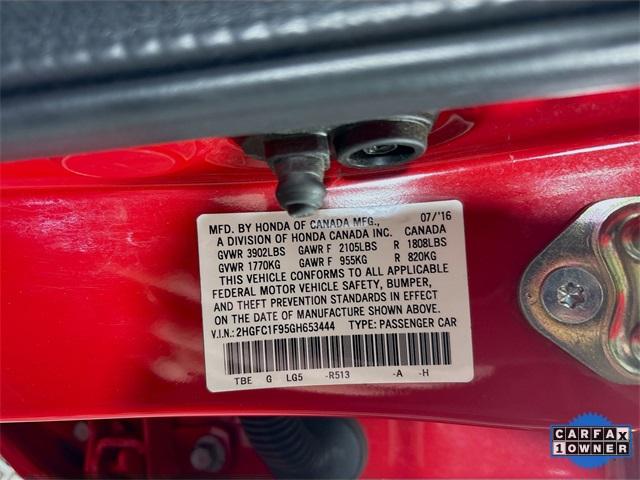 MFD. BY HONDA OF CANADA MFG., 07/'16
A DIVISION OF HONDA CANADA INC. CANADA
GVWR 3902LBS GAWR F 2105LBS R 1808LBS
GVWR 1770KG GAWR F 955KG R 820KG
THIS VEHICLE CONFORMS TO ALL APPLICABLE
FEDERAL MOTOR VEHICLE SAFETY, BUMPER,
AND THEFT PREVENTION STANDARDS IN EFFECT
ON THE DATE OF MANUFACTURE SHOWN ABOVE.
V.I.N.: 2HGFC1F95GH653444 TYPE: PASSENGER CAR
TBE G LG5 -R513 -A -H
CARFAX
1 OWNER